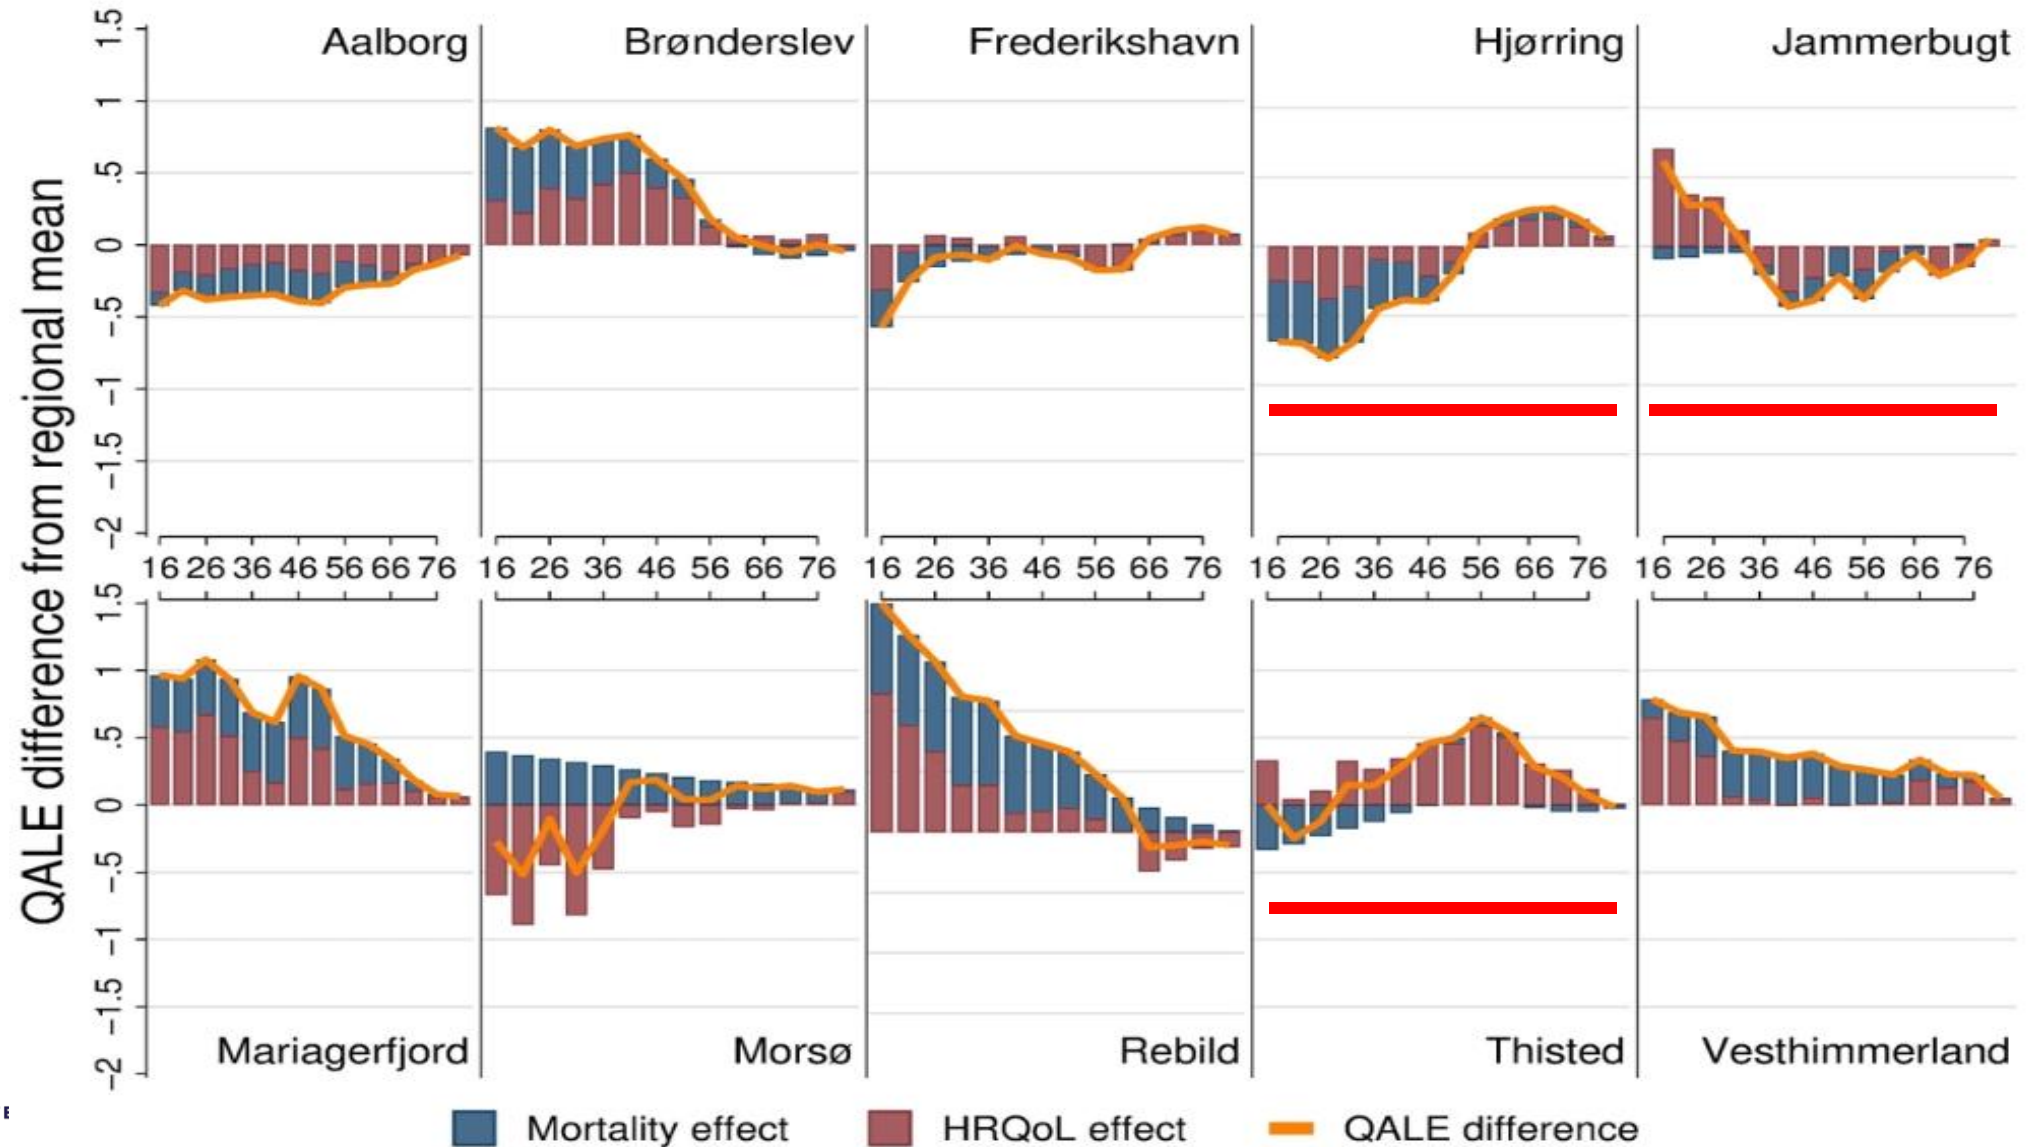 QALE difference from regional mean
Aalborg
Brønderslev
Frederikshavn
Hjørring
Jammerbugt
1.5
1
.5
0
-.5
-1
-1.5
-2
16 26 36 46 56 66 76
16 26 36 46 56 66 76
16 26 36 46 56 66 76
16 26 36 46 56 66 76
16 26 36 46 56 66 76
1.5
1
.5
0
-.5
-1
-1.5
-2
Mariagerfjord
Morsø
Rebild
Thisted
Vesthimmerland
Mortality effect
HRQoL effect
QALE difference